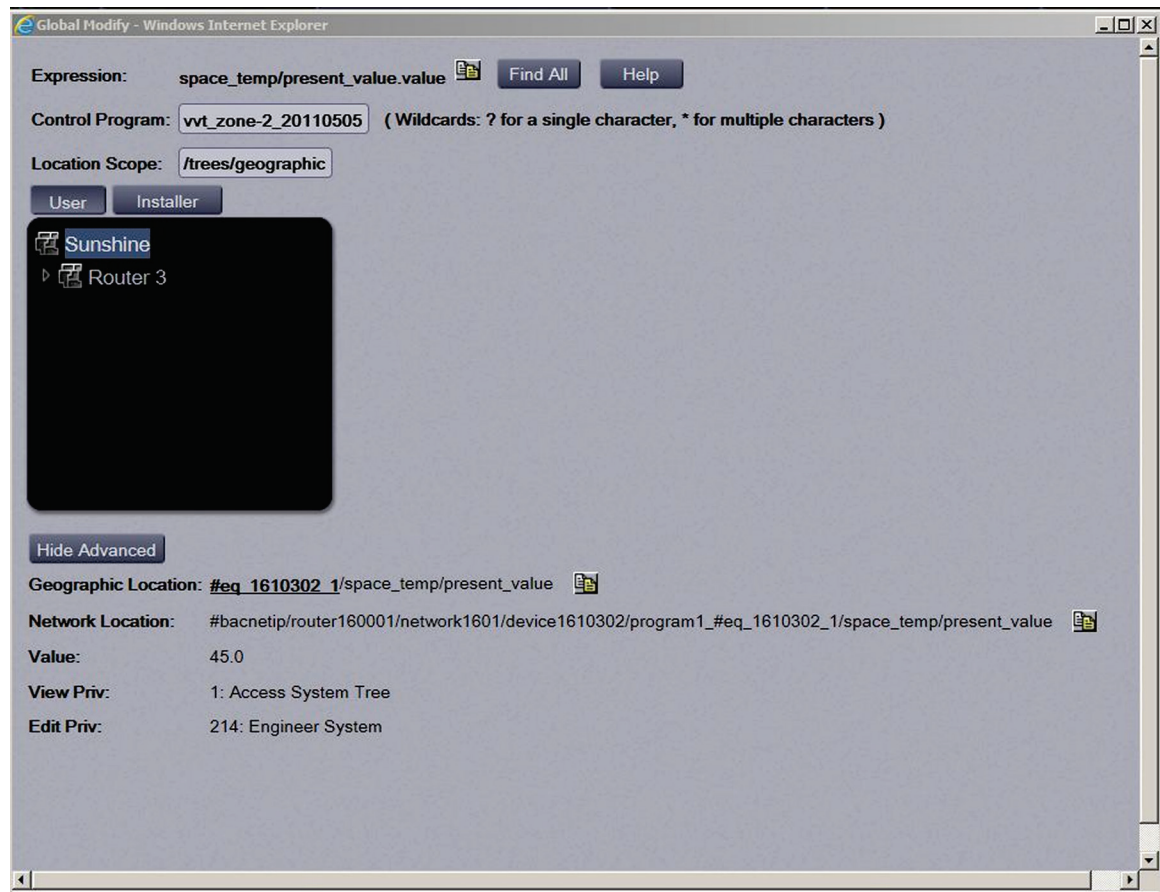 Global Modify - Windows Internet Explorer
Expression: space_temp/present_value.value Find All Help
Control Program: vvt_zone-2_20110505 ( Wildcards: ? for a single character, * for multiple characters )
Location Scope: /trees/geographic
User Installer
Sunshine
Router 3
Hide Advanced
Geographic Location: #eq_1610302_1/space_temp/present_value
Network Location: #bacnetip/router160001/network1601/device1610302/program1_#eq_1610302_1/space_temp/present_value
Value: 45.0
View Priv: 1: Access System Tree
Edit Priv: 214: Engineer System